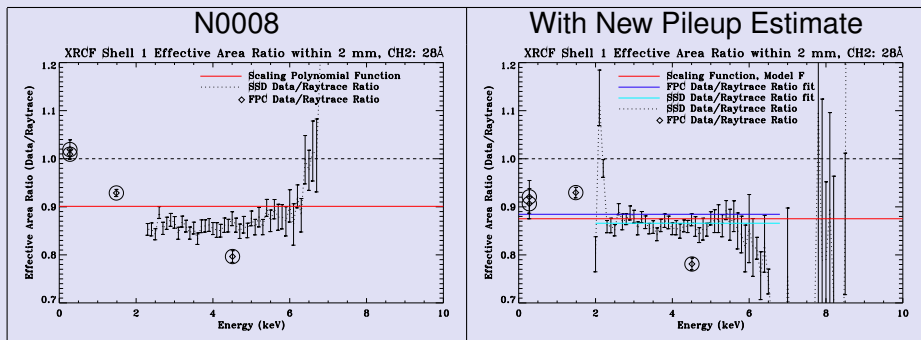 N0008
XRCF Shell 1 Effective Area Ratio within 2 mm, CH2: 28Å
Effective Area Ratio (Data/Raytrace)
1.2
1.1
1.0
0.9
0.8
0.7
Scaling Polynomial Function
SSD Data/Raytrace Ratio
FPC Data/Raytrace Ratio
0 2 4 6 8 10
Energy (keV)
With New Pileup Estimate
XRCF Shell 1 Effective Area Ratio within 2 mm, CH2: 28Å
Effective Area Ratio (Data/Raytrace)
1.2
1.1
1.0
0.9
0.8
0.7
Scaling Function, Model F
FPC Data/Raytrace Ratio fit
SSD Data/Raytrace Ratio fit
SSD Data/Raytrace Ratio
FPC Data/Raytrace Ratio
0 2 4 6 8 10
Energy (keV)